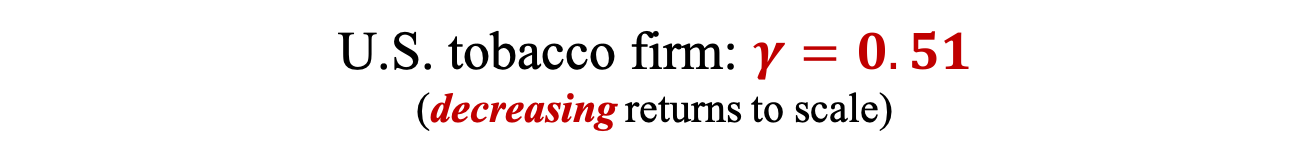 U.S. tobacco firm: γ = 0.51
(decreasing returns to scale)